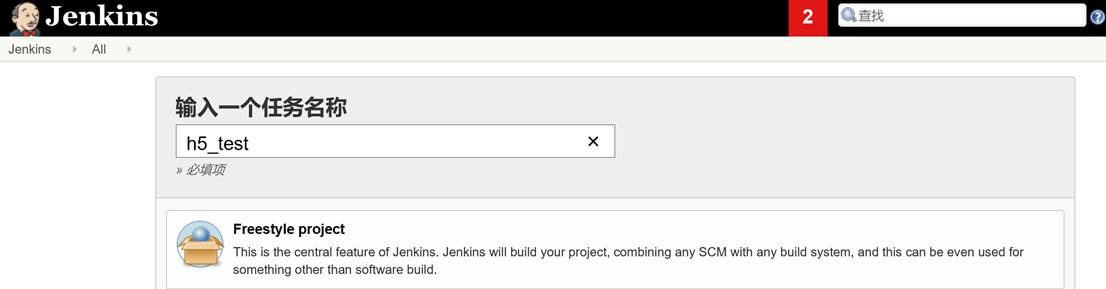 Jenkins
2
查找
?
Jenkins
All
输入一个任务名称
h5_test
» 必填项
Freestyle project
This is the central feature of Jenkins. Jenkins will build your project, combining any SCM with any build system, and this can be even used for
something other than software build.